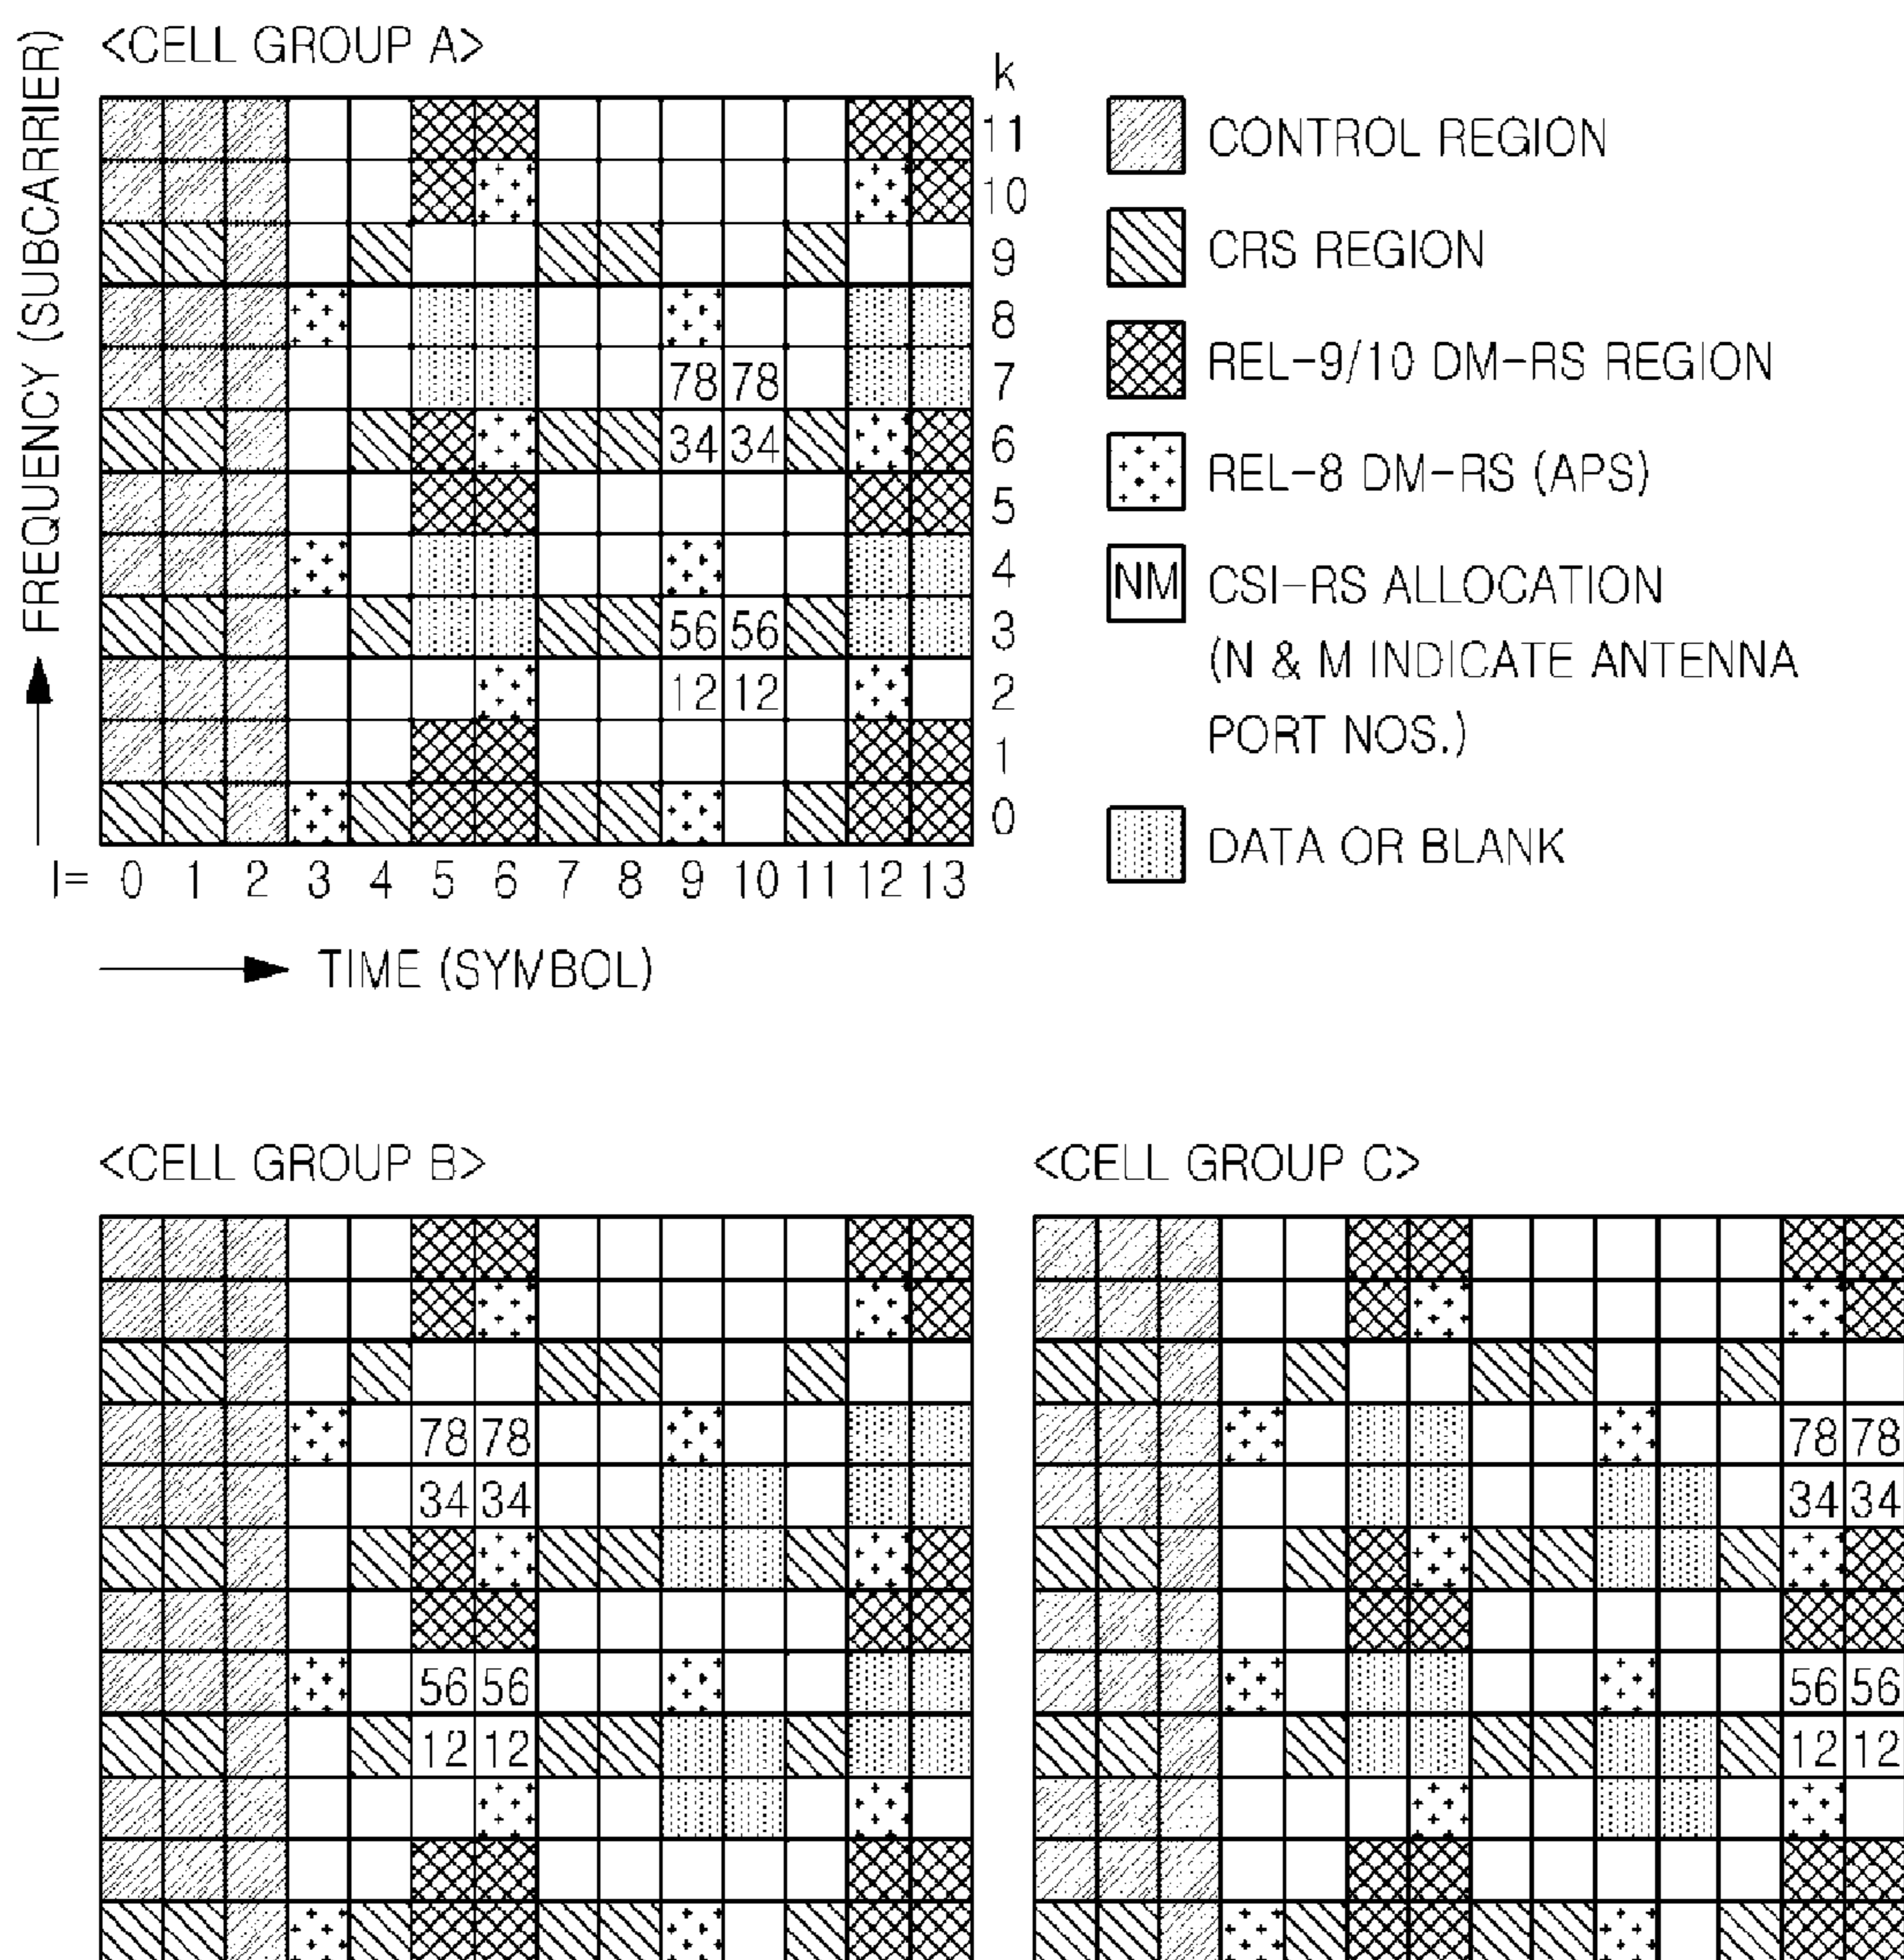 <CELL GROUP A>
k
11
10
9
8
7
78 78
6
34 34
5
4
3
56 56
2
12 12
1
0
l= 0 1 2 3 4 5 6 7 8 9 10 11 12 13
FREQUENCY (SUBCARRIER)
TIME (SYMBOL)
CONTROL REGION
CRS REGION
REL-9/10 DM-RS REGION
REL-8 DM-RS (APS)
NM CSI-RS ALLOCATION
(N & M INDICATE ANTENNA
PORT NOS.)
DATA OR BLANK
<CELL GROUP B>
78 78
34 34
56 56
12 12
<CELL GROUP C>
78 78
34 34
56 56
12 12